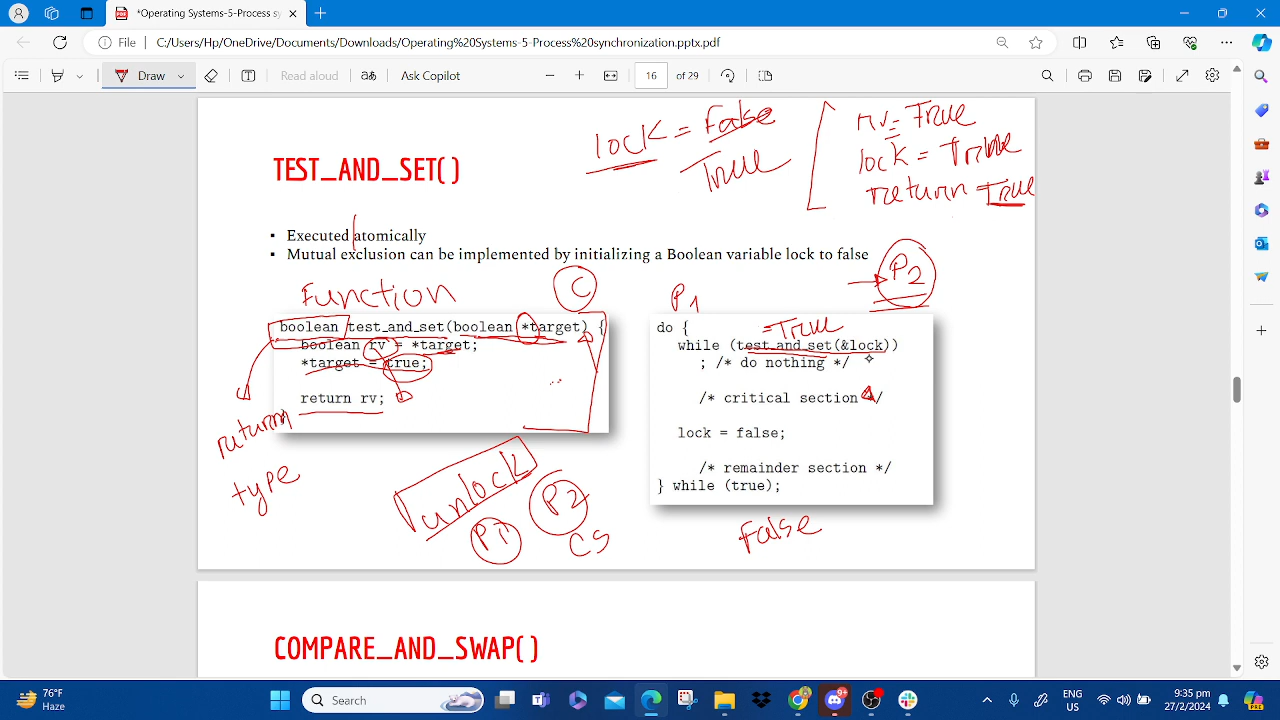 *Operating Systems-5-Process sy
File
C:/Users/Hp/OneDrive/Documents/Downloads/Operating%20Systems-5-Process%20synchronization.pptx.pdf
Draw
Read aloud
Ask Copilot
16
of 29
lock = False
True
rv = True
lock = True
return True
TEST_AND_SET()
▪ Executed atomically
▪ Mutual exclusion can be implemented by initializing a Boolean variable lock to false
Function
C
P1
P2
boolean test_and_set(boolean *target) {
boolean rv = *target;
*target = true;
return rv;
return
type
unlock
P1
P2
CS
do {
=True
while (test_and_set(&lock))
; /* do nothing */
/* critical section */
lock = false;
/* remainder section */
} while (true);
False
COMPARE_AND_SWAP()
76°F
Haze
Search
9+
ENG
US
9:35 pm
27/2/2024